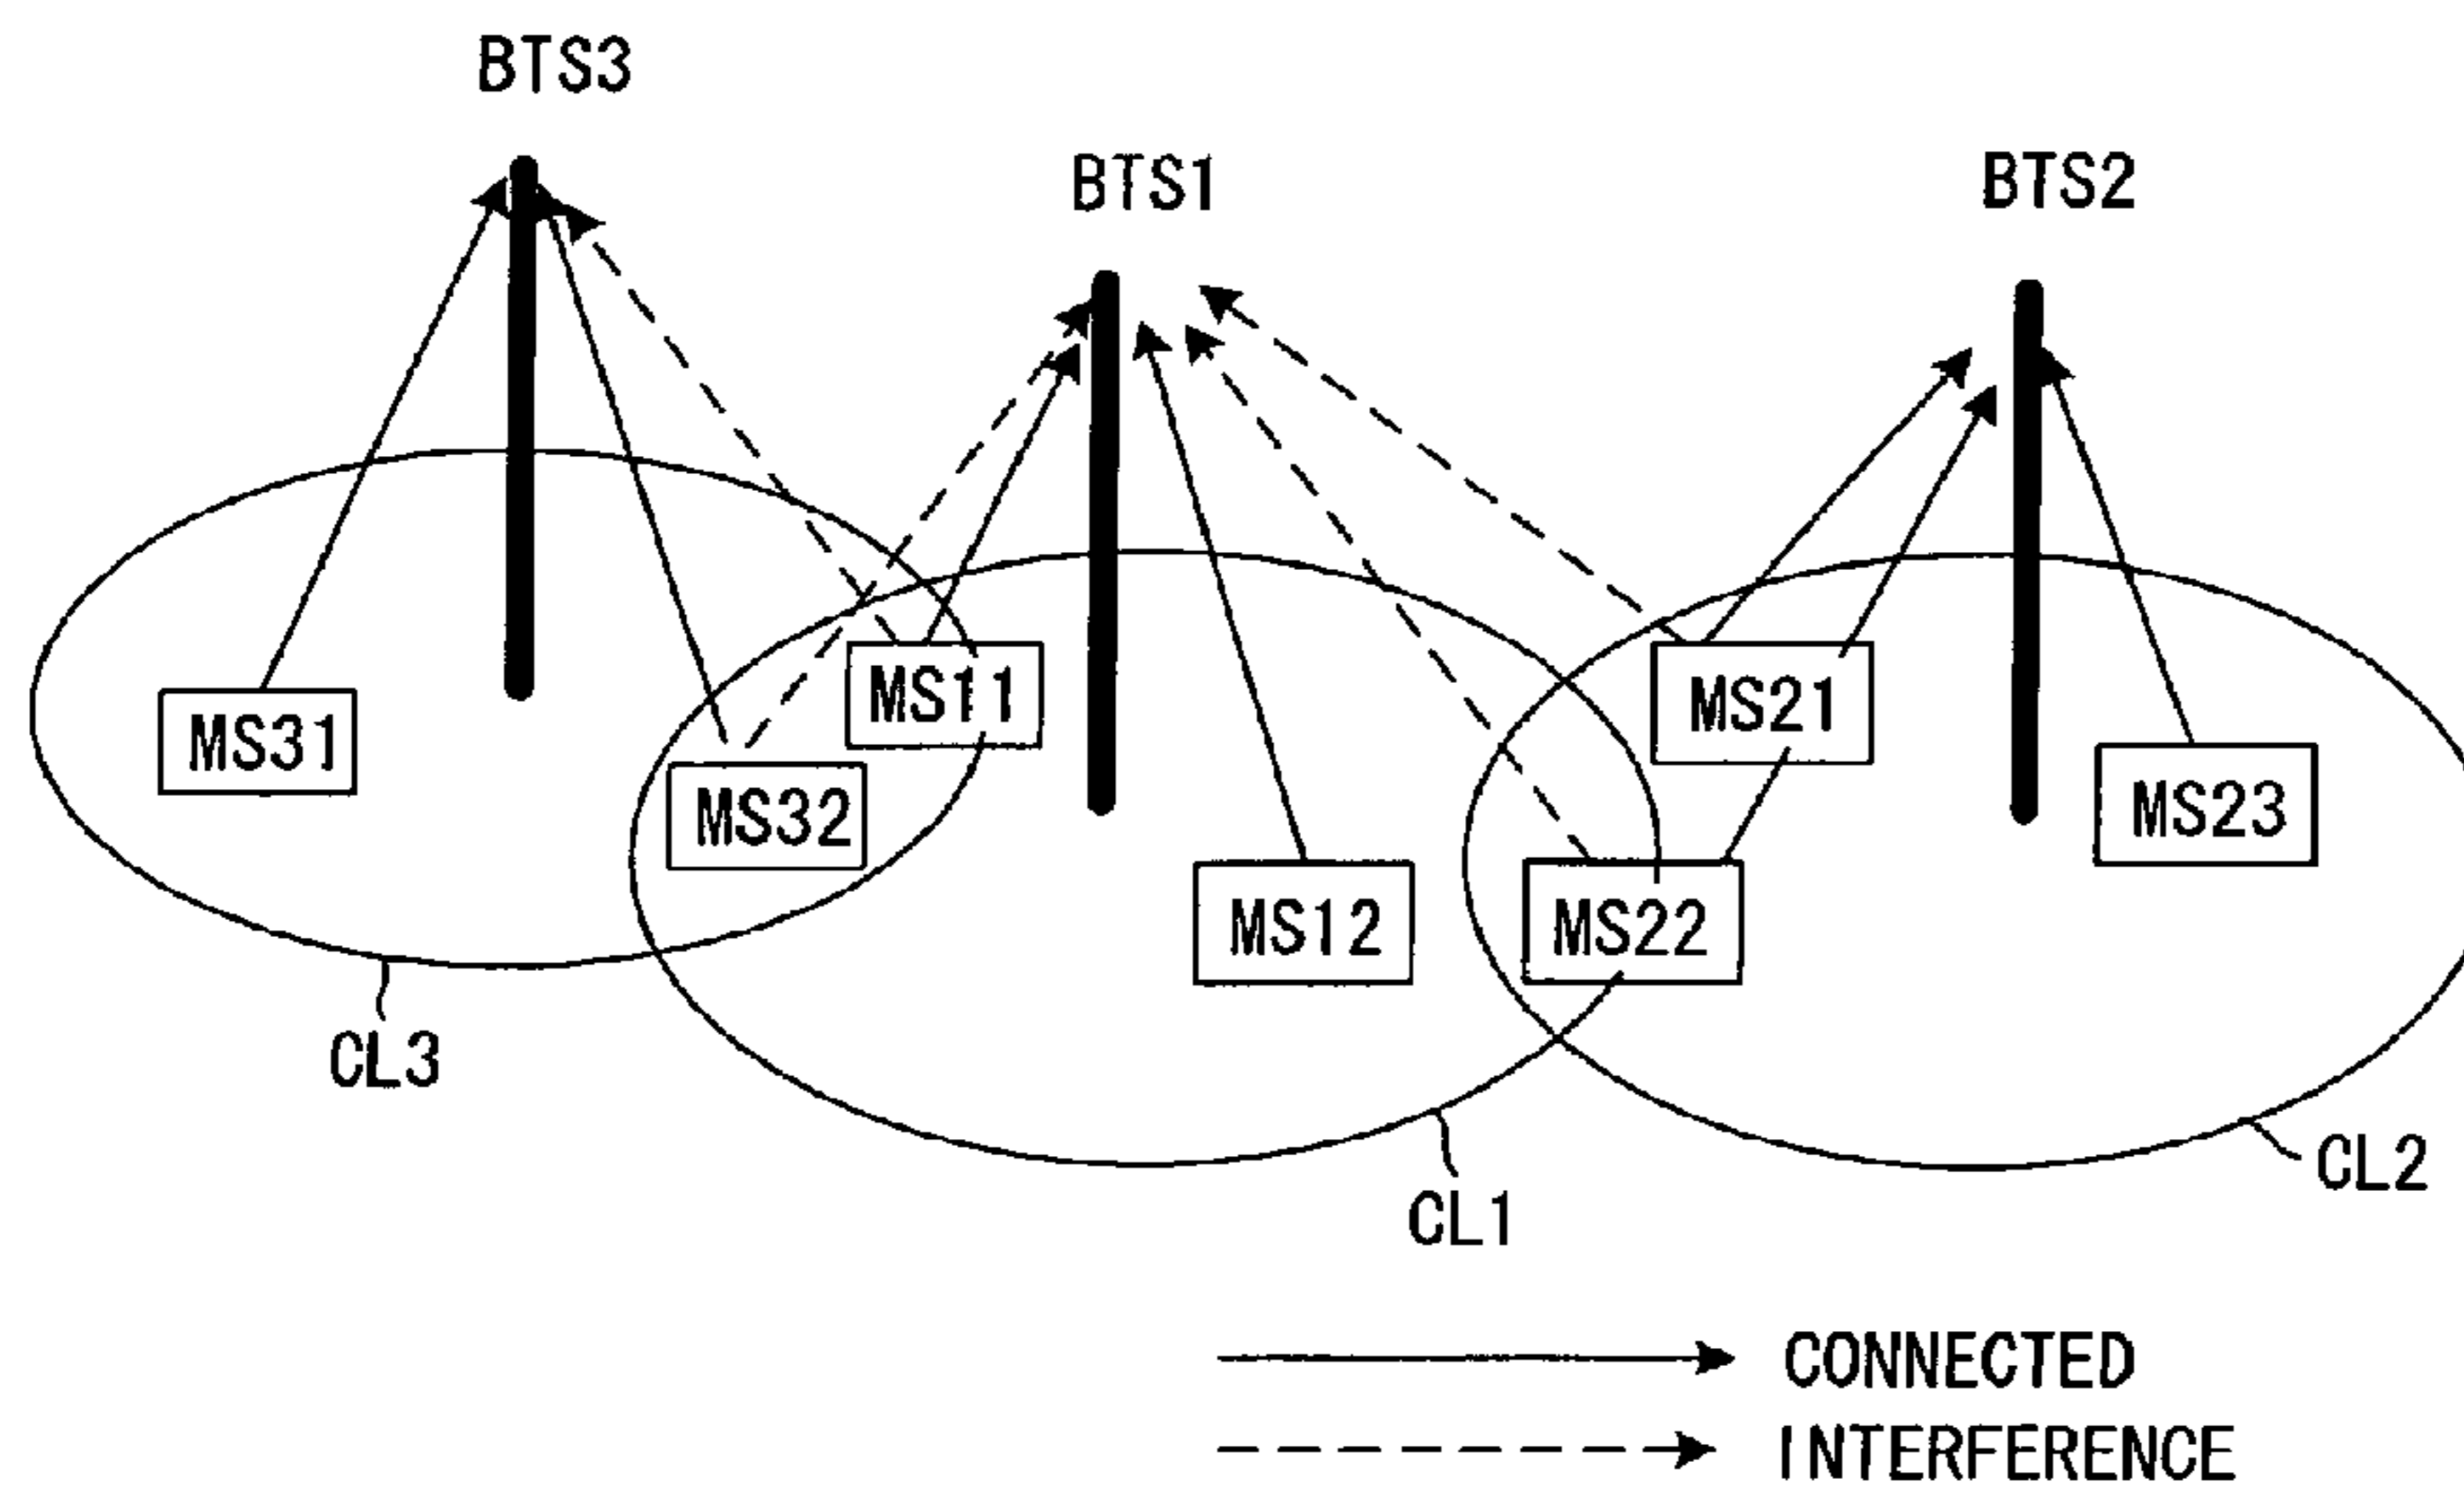 BTS3
BTS1
BTS2
MS11
MS21
MS31
MS32
MS23
MS12
MS22
CL3
CL2
CL1
CONNECTED
INTERFERENCE